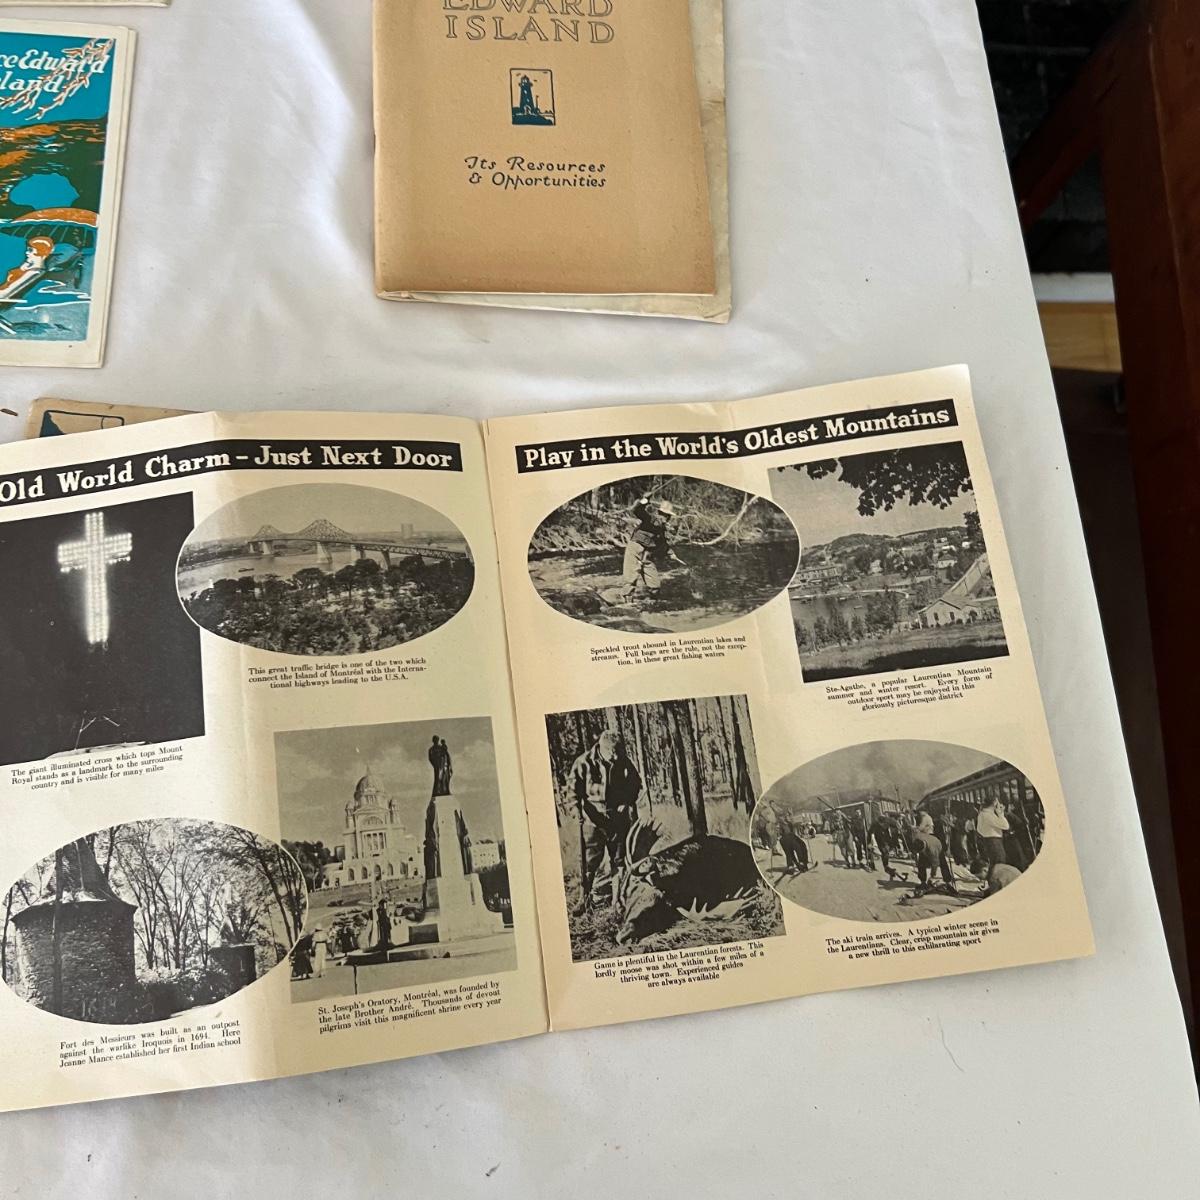 EDWARD
ISLAND
Its Resources
& Opportunities
ce Edward
land
Old World Charm – Just Next Door
This great traffic bridge is one of the two which
connect the Island of Montréal with the Interna-
tional highways leading to the U.S.A.
The giant illuminated cross which tops Mount
Royal stands as a landmark to the surrounding
country and is visible for many miles
St. Joseph's Oratory, Montréal, was founded by
the late Brother André. Thousands of devout
pilgrims visit this magnificent shrine every year
Fort des Messieurs was built as an outpost
against the warlike Iroquois in 1694. Here
Jeanne Mance established her first Indian school
Play in the World's Oldest Mountains
Speckled trout abound in Laurentian lakes and
streams. Full bags are the rule, not the excep-
tion, in these great fishing waters
Ste-Agathe, a popular Laurentian Mountain
summer and winter resort. Every form of
outdoor sport may be enjoyed in this
gloriously picturesque district
Game is plentiful in the Laurentian forests. This
lordly moose was shot within a few miles of a
thriving town. Experienced guides
are always available
The ski train arrives. A typical winter scene in
the Laurentians. Clear, crisp mountain air gives
a new thrill to this exhilarating sport